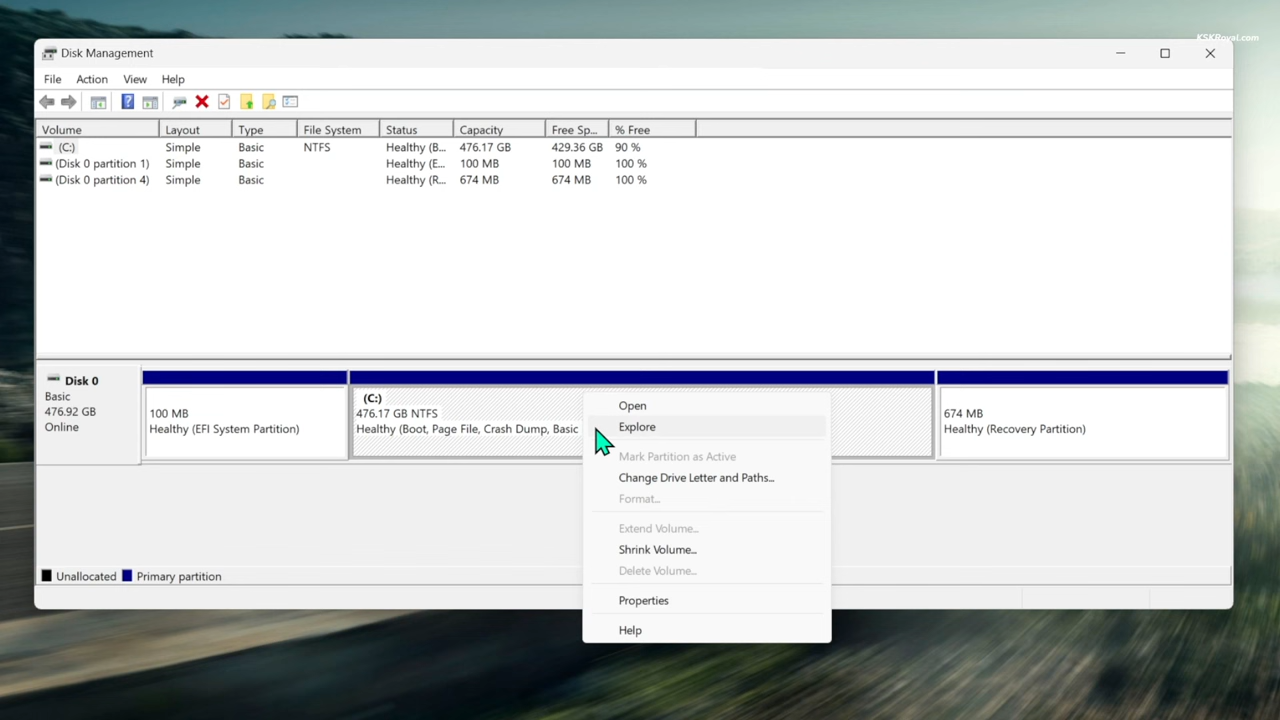 KSKRoyal.com
Disk Management
File Action View Help
Volume Layout Type File System Status Capacity Free Sp... % Free
(C:) Simple Basic NTFS Healthy (B... 476.17 GB 429.36 GB 90 %
(Disk 0 partition 1) Simple Basic Healthy (E... 100 MB 100 MB 100 %
(Disk 0 partition 4) Simple Basic Healthy (R... 674 MB 674 MB 100 %
Disk 0
Basic
476.92 GB
Online
100 MB
Healthy (EFI System Partition)
(C:)
476.17 GB NTFS
Healthy (Boot, Page File, Crash Dump, Basic
674 MB
Healthy (Recovery Partition)
Open
Explore
Mark Partition as Active
Change Drive Letter and Paths...
Format...
Extend Volume...
Shrink Volume...
Delete Volume...
Properties
Help
Unallocated Primary partition